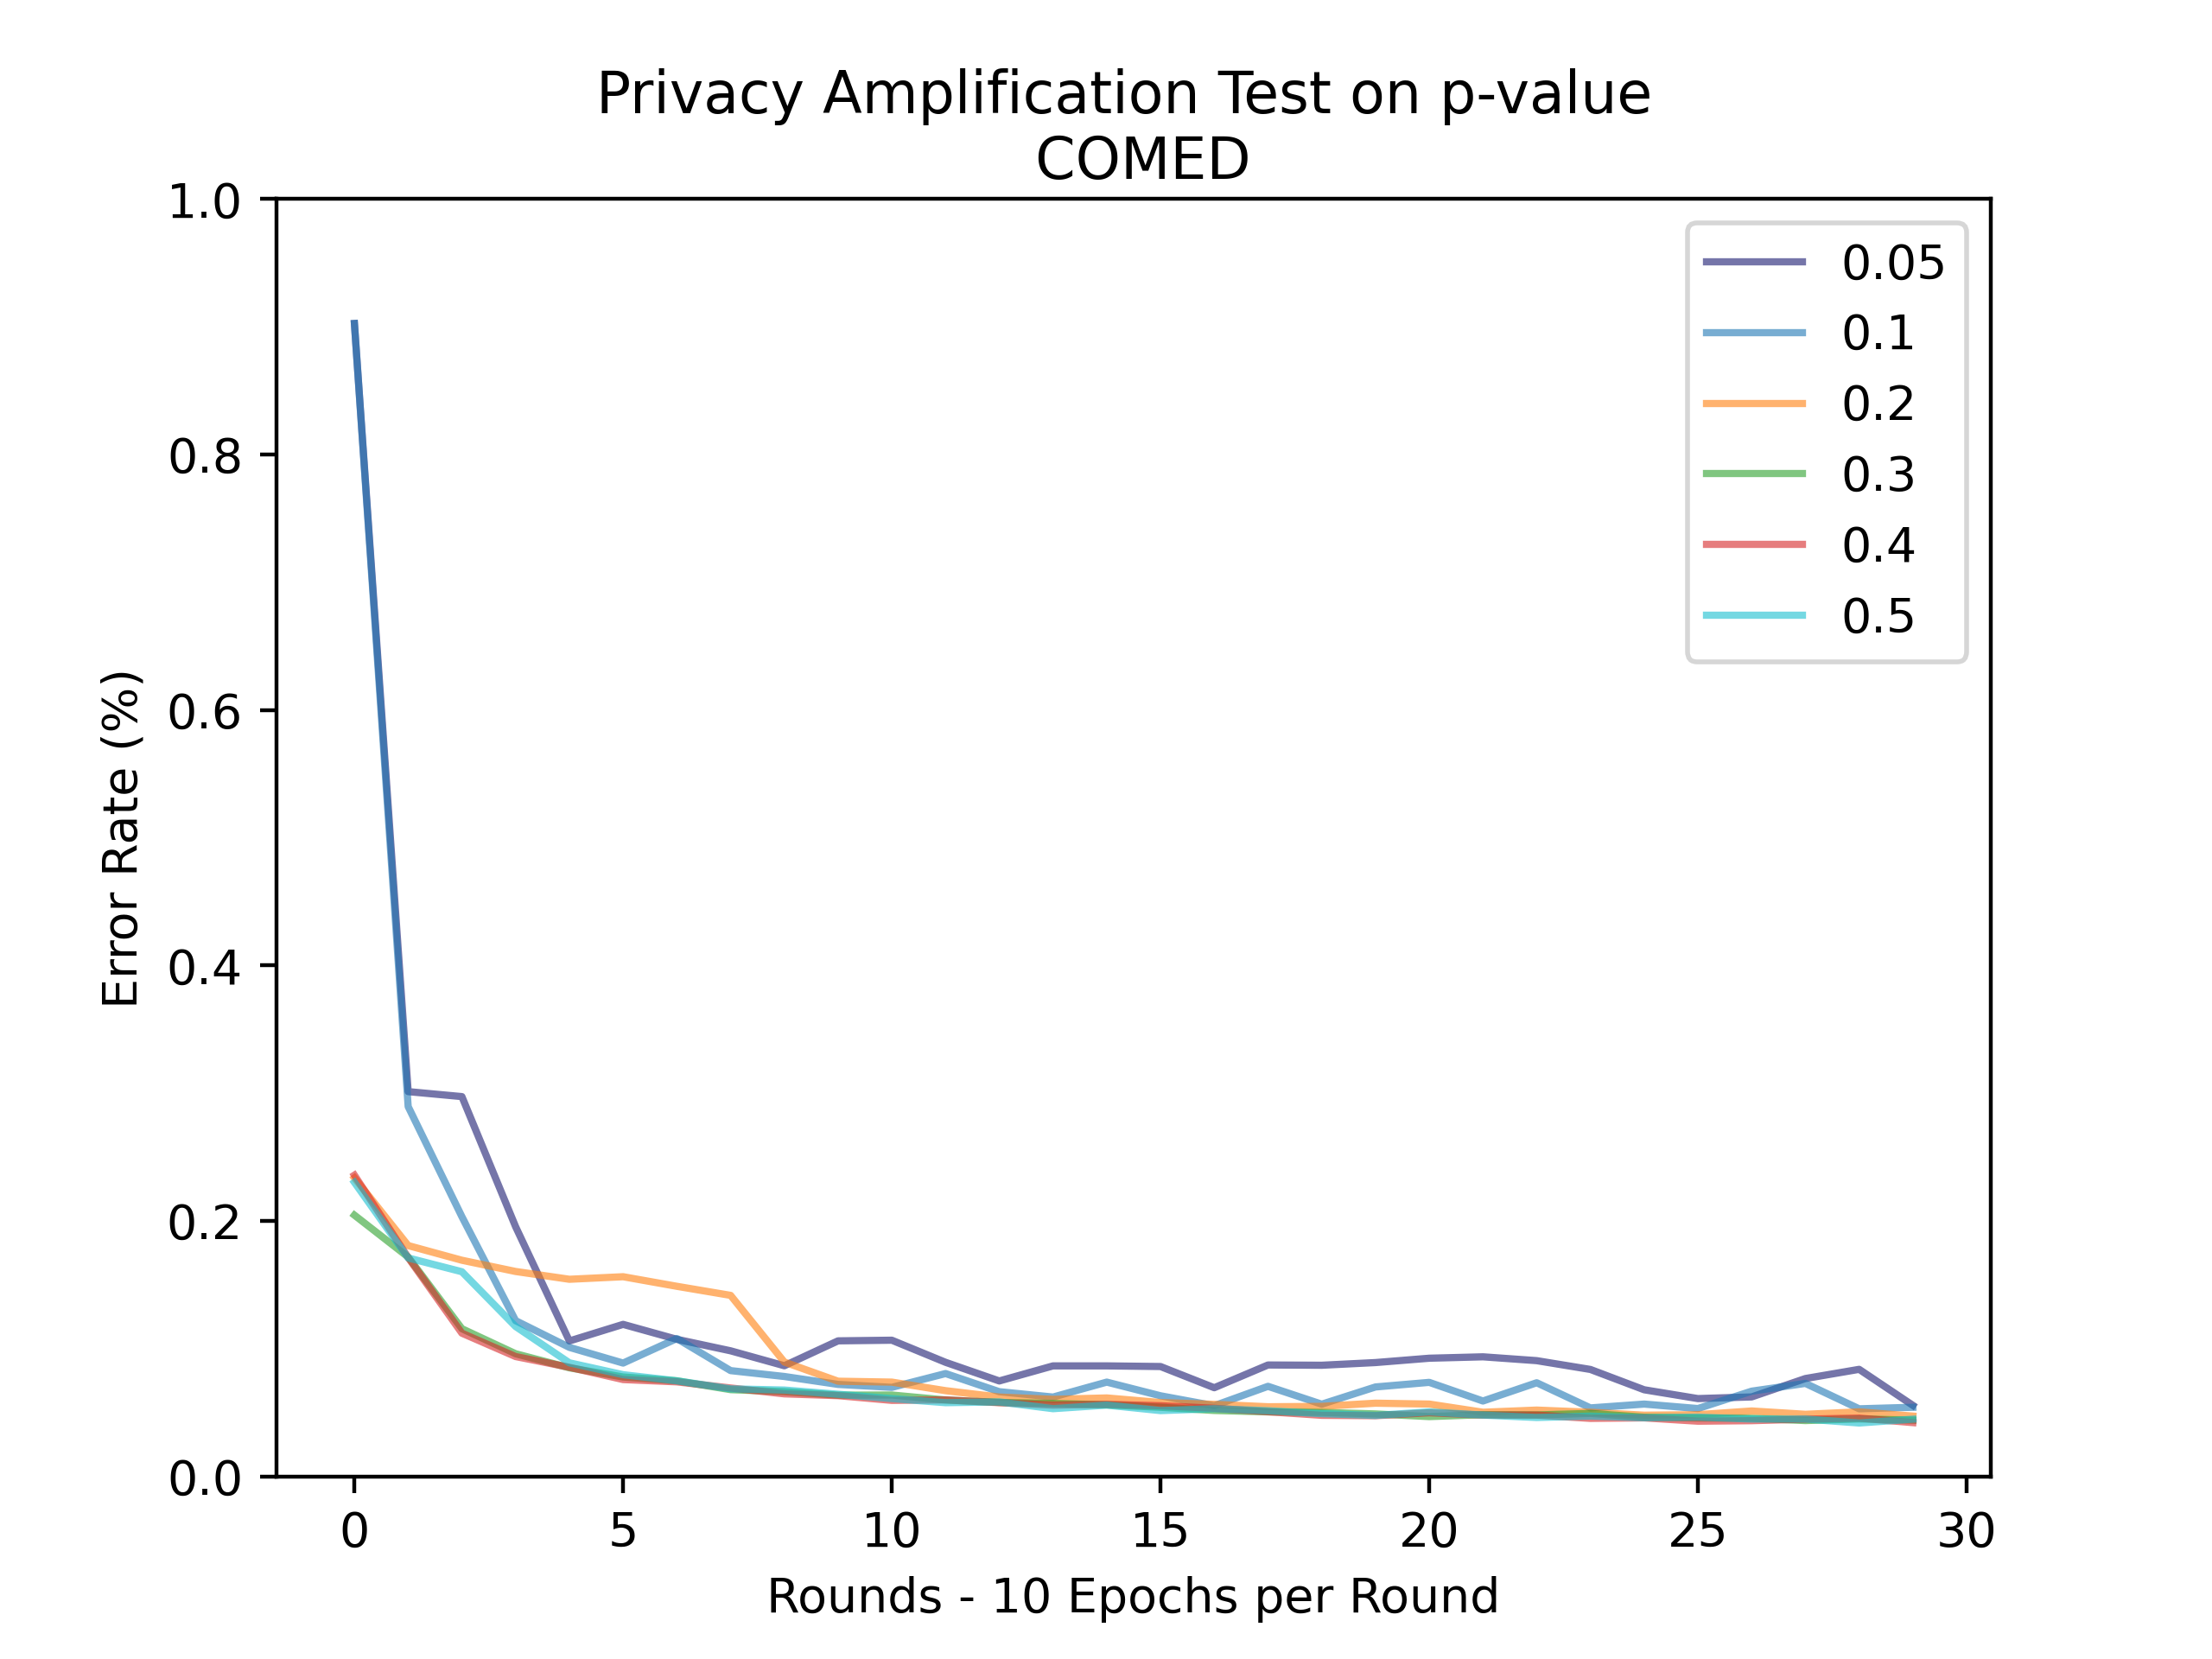 Privacy Amplification Test on p-value
COMED
1.0
0.8
0.6
0.4
0.2
0.0
Error Rate (%)
0.05
0.1
0.2
0.3
0.4
0.5
0 5 10 15 20 25 30
Rounds - 10 Epochs per Round